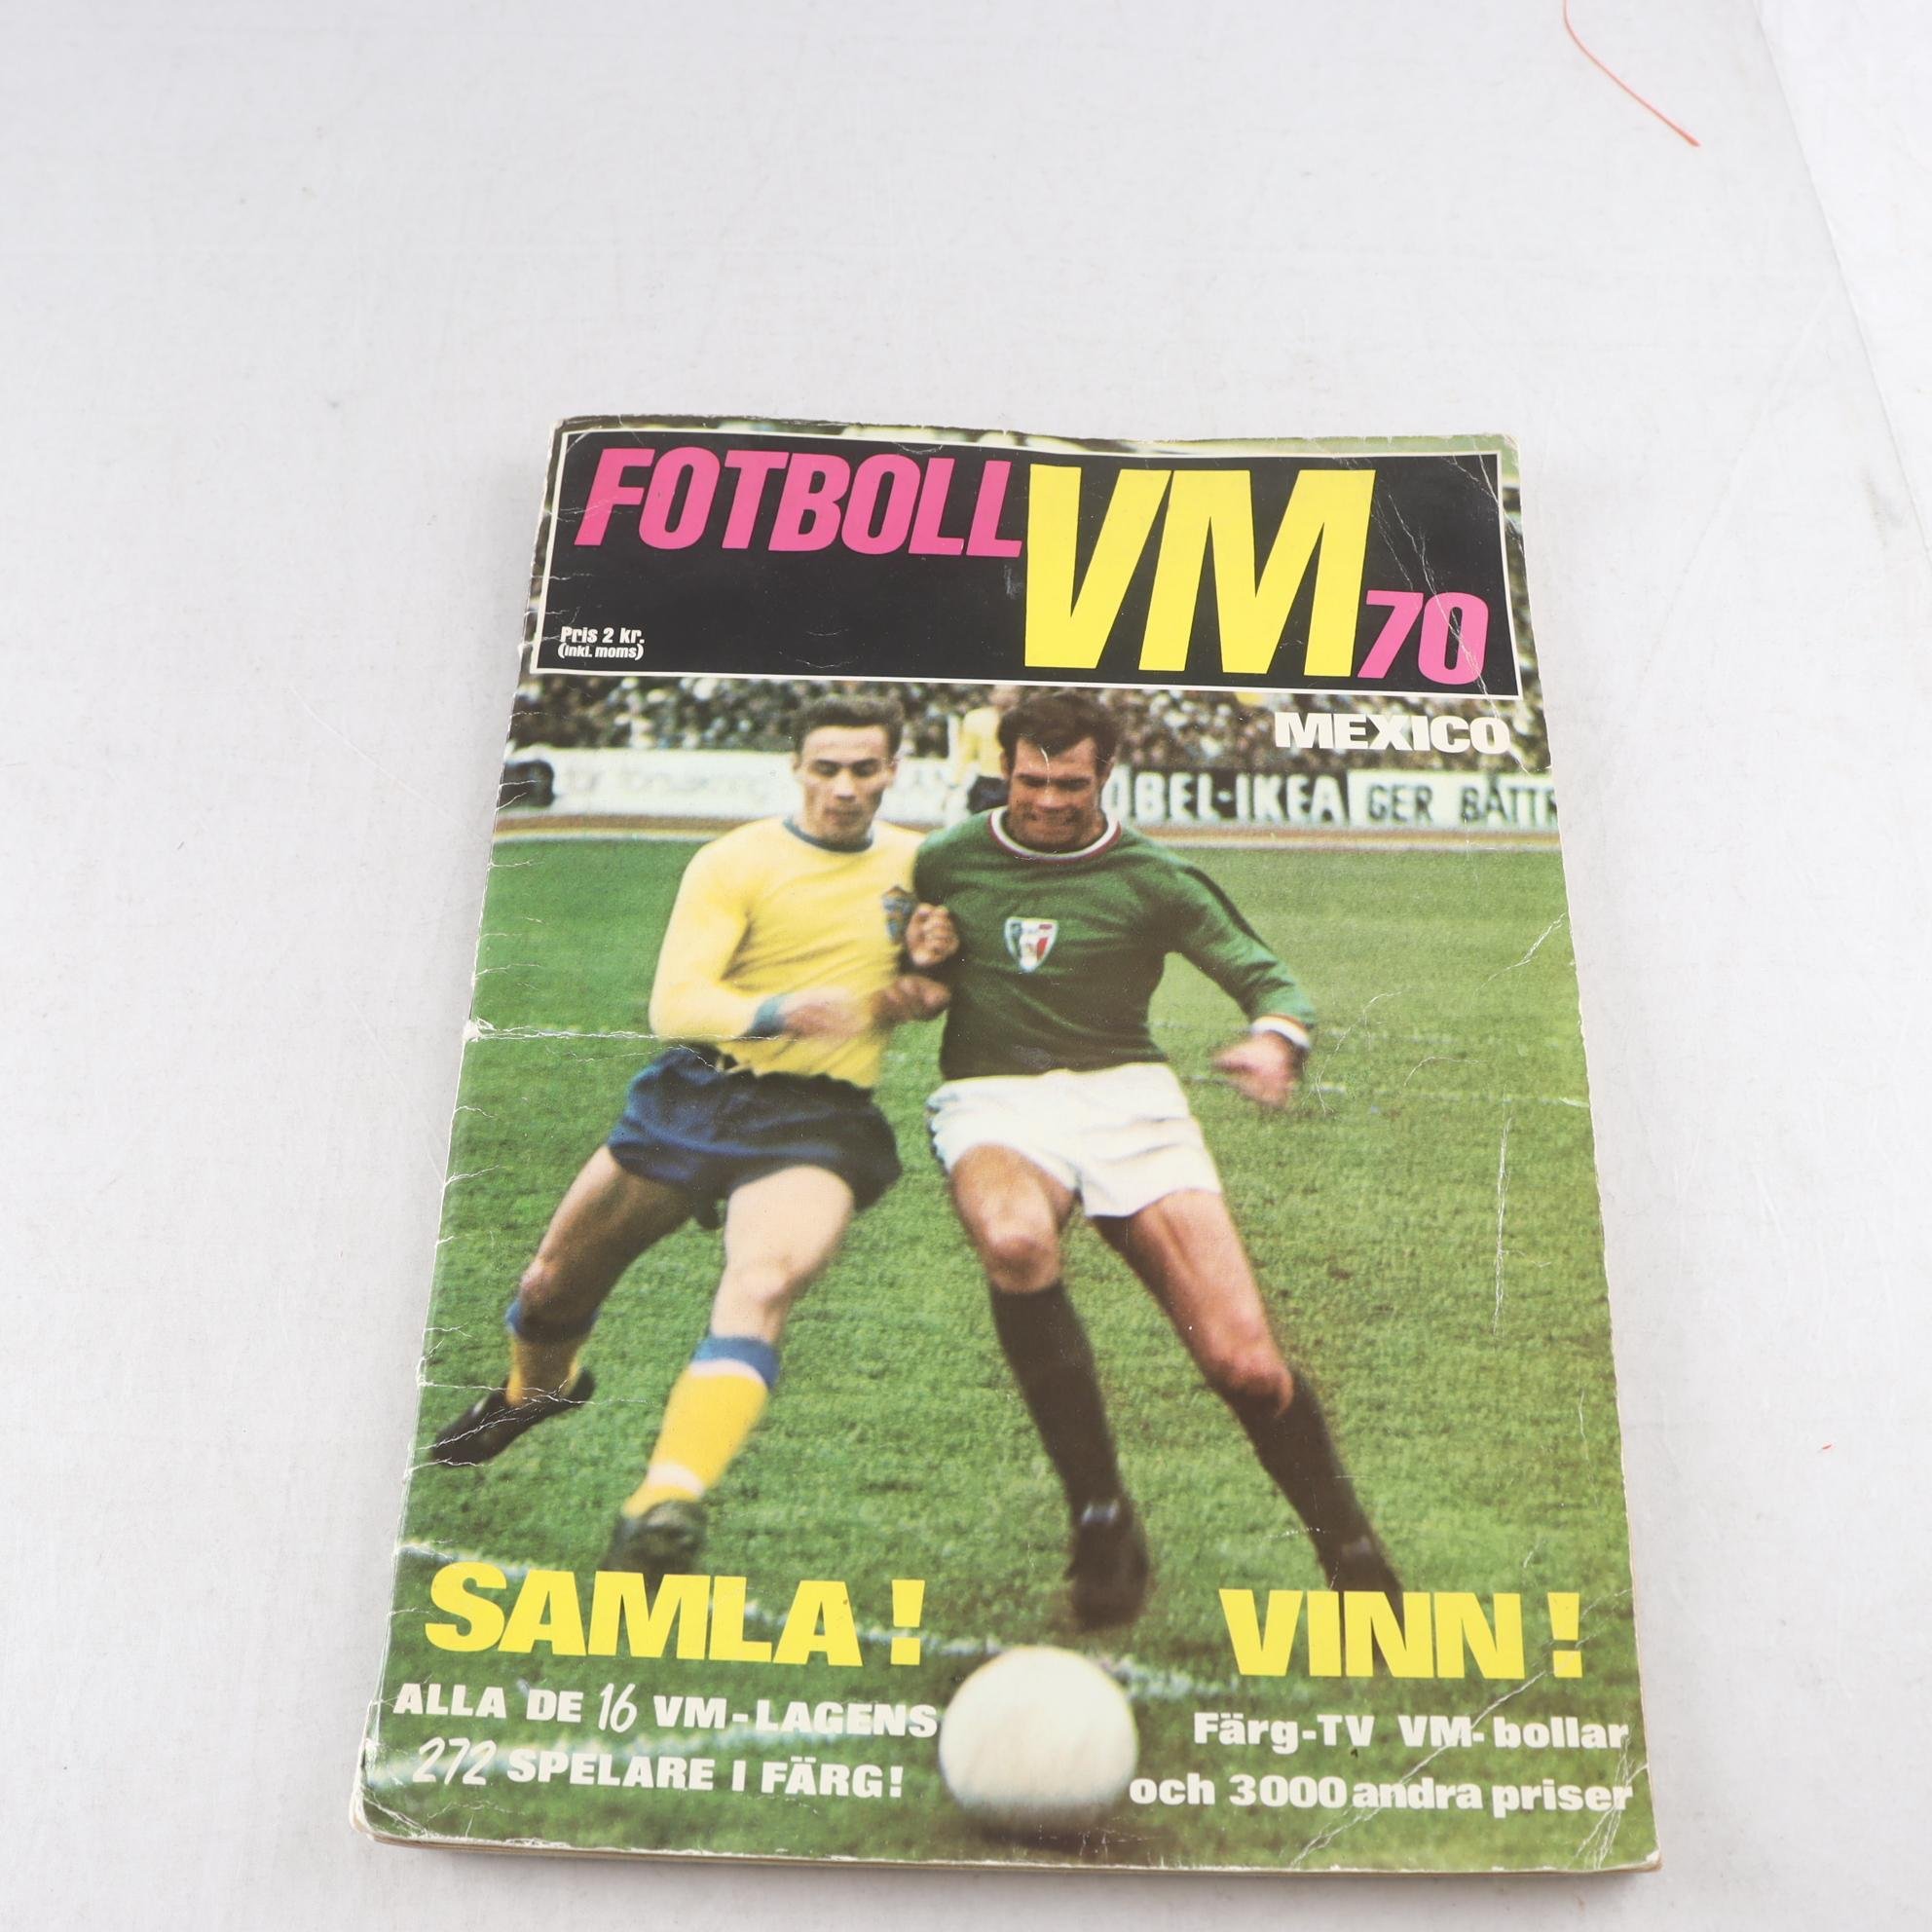 FOTBOLL VM 70
Pris 2 kr.
(inkl. moms)
MEXICO
ÖBEL-IKEA GER BÄTTR
SAMLA!
ALLA DE 16 VM-LAGENS
272 SPELARE I FÄRG!
VINN!
Färg-TV VM-bollar
och 3000 andra priser